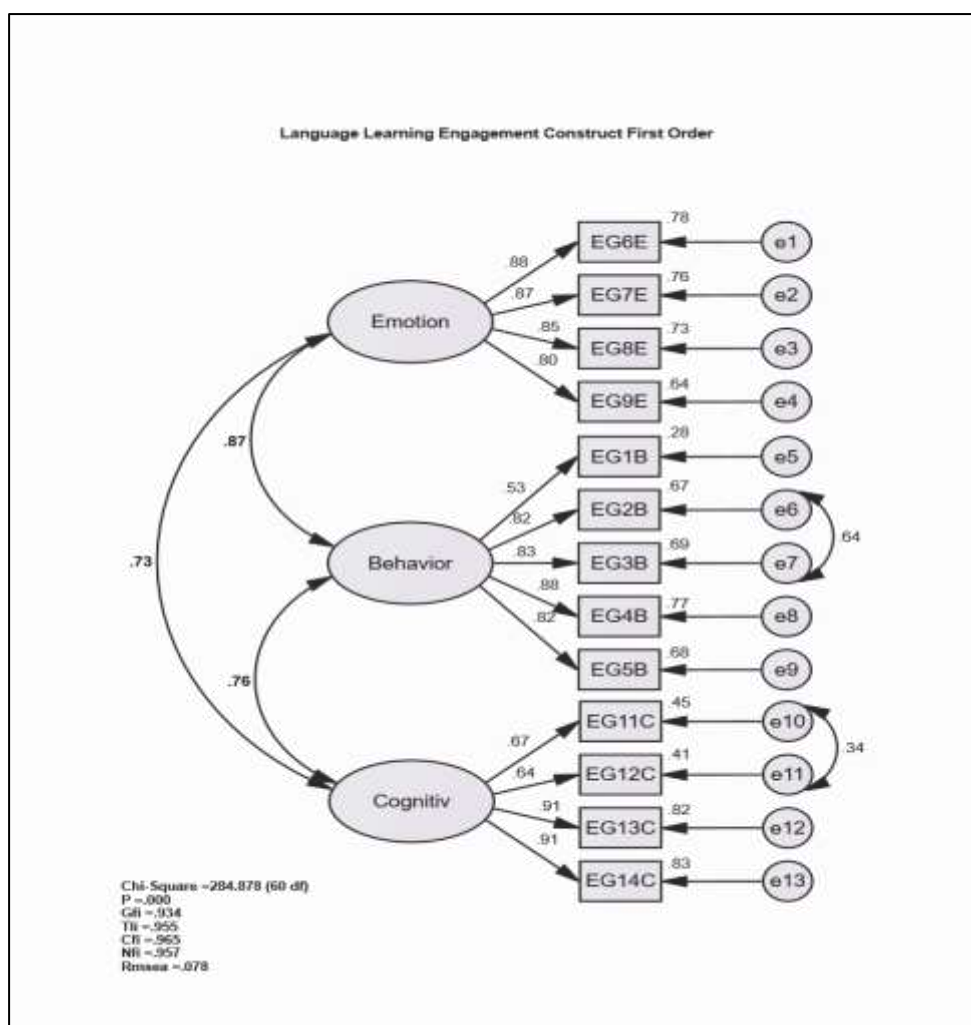 Language Learning Engagement Construct First Order
.78
EG6E
e1
.88
.76
EG7E
e2
.87
Emotion
.85
.73
EG8E
e3
.80
.64
EG9E
e4
.87
.28
EG1B
e5
.53
.67
EG2B
e6
.82
.64
.83
.69
EG3B
e7
Behavior
.88
.77
EG4B
e8
.82
.68
EG5B
e9
.73
.76
.45
EG11C
e10
.67
.34
.41
EG12C
e11
.64
Cognitiv
.91
.82
EG13C
e12
.91
.83
EG14C
e13
Chi-Square =284.878 (60 df)
P =.000
Gfi =.934
Tli =.955
Cfi =.965
Nfi =.957
Rmsea =.078